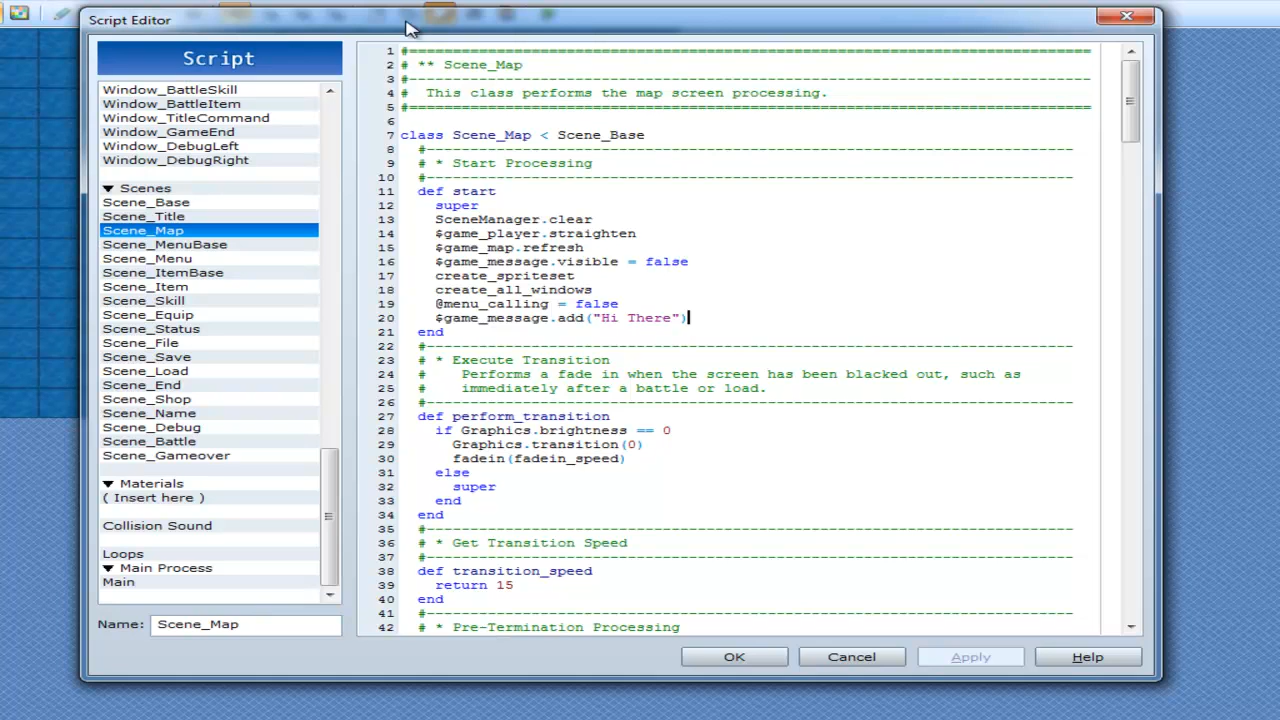 Script Editor
Script
Window_BattleSkill
Window_BattleItem
Window_TitleCommand
Window_GameEnd
Window_DebugLeft
Window_DebugRight
▼ Scenes
Scene_Base
Scene_Title
Scene_Map
Scene_MenuBase
Scene_Menu
Scene_ItemBase
Scene_Item
Scene_Skill
Scene_Equip
Scene_Status
Scene_File
Scene_Save
Scene_Load
Scene_End
Scene_Shop
Scene_Name
Scene_Debug
Scene_Battle
Scene_Gameover
▼ Materials
( Insert here )
Collision Sound
Loops
▼ Main Process
Main
Name: Scene_Map
1 #==============================================================================
2 # ** Scene_Map
3 #------------------------------------------------------------------------------
4 #  This class performs the map screen processing.
5 #==============================================================================
6
7 class Scene_Map < Scene_Base
8   #--------------------------------------------------------------------------
9   # * Start Processing
10   #--------------------------------------------------------------------------
11   def start
12     super
13     SceneManager.clear
14     $game_player.straighten
15     $game_map.refresh
16     $game_message.visible = false
17     create_spriteset
18     create_all_windows
19     @menu_calling = false
20     $game_message.add("Hi There")
21   end
22   #--------------------------------------------------------------------------
23   # * Execute Transition
24   #    Performs a fade in when the screen has been blacked out, such as
25   #    immediately after a battle or load.
26   #--------------------------------------------------------------------------
27   def perform_transition
28     if Graphics.brightness == 0
29       Graphics.transition(0)
30       fadein(fadein_speed)
31     else
32       super
33     end
34   end
35   #--------------------------------------------------------------------------
36   # * Get Transition Speed
37   #--------------------------------------------------------------------------
38   def transition_speed
39     return 15
40   end
41   #--------------------------------------------------------------------------
42   # * Pre-Termination Processing
OK Cancel Apply Help